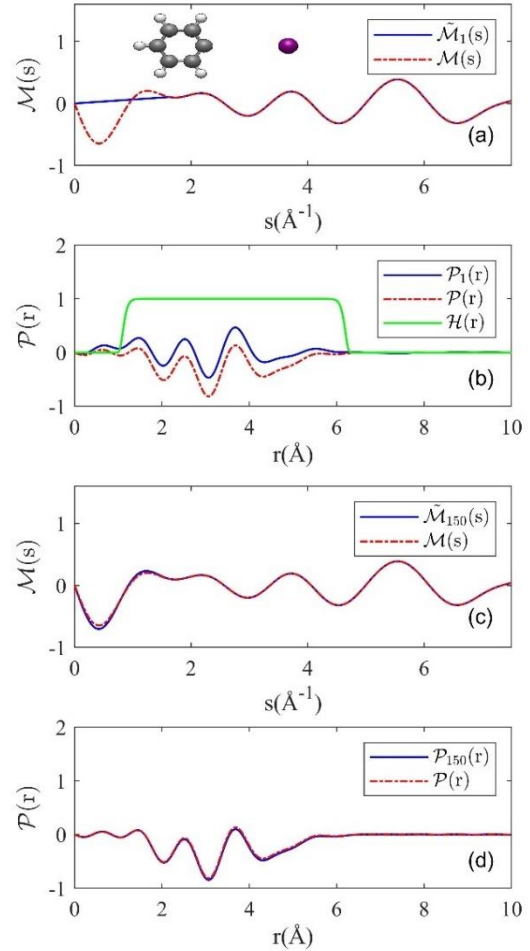 1
0
-1
ℳ(s)
ℳ̃₁(s)
ℳ(s)
(a)
0 2 4 6
s(Å⁻¹)
2
1
0
-1
𝒫(r)
𝒫₁(r)
𝒫(r)
ℋ(r)
(b)
0 2 4 6 8 10
r(Å)
1
0
-1
ℳ(s)
ℳ̃₁₅₀(s)
ℳ(s)
(c)
0 2 4 6
s(Å⁻¹)
2
1
0
-1
𝒫(r)
𝒫₁₅₀(r)
𝒫(r)
(d)
0 2 4 6 8 10
r(Å)